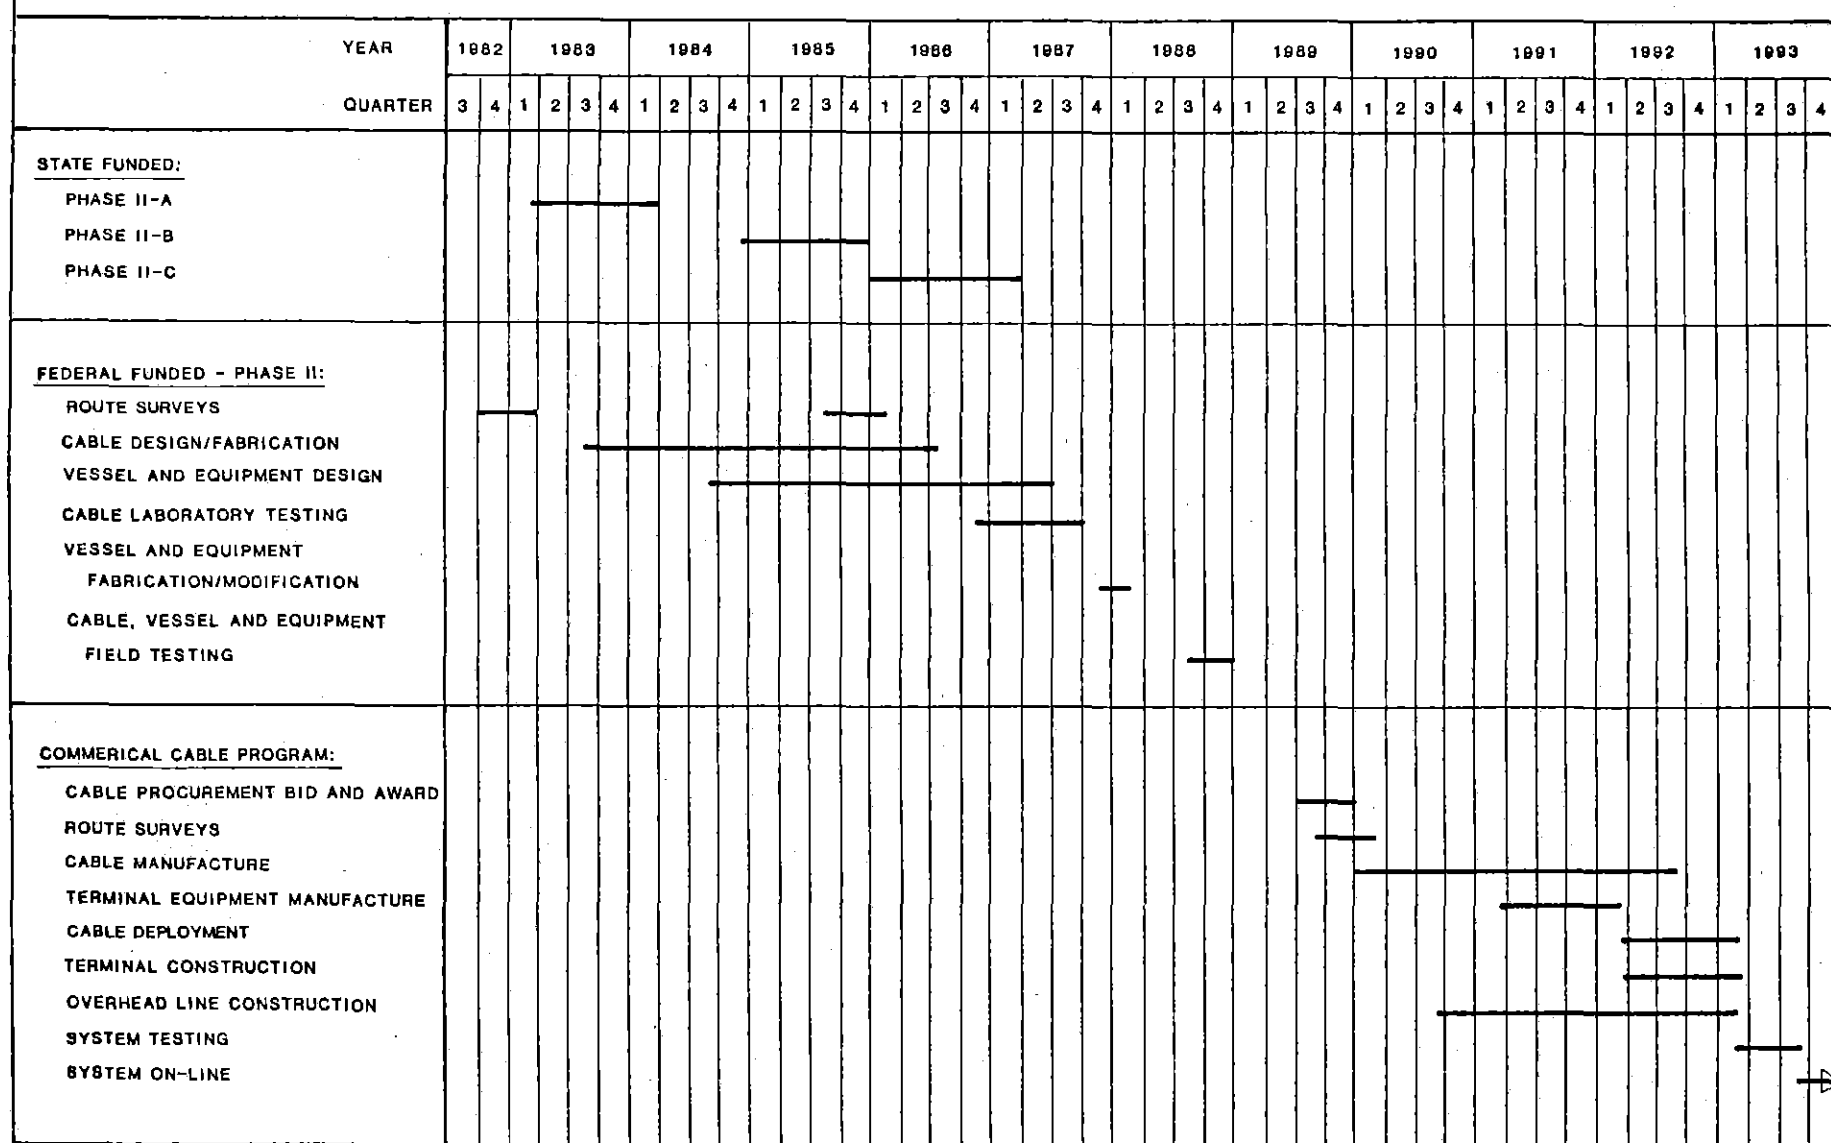 YEAR 1982 1983 1984 1985 1986 1987 1988 1989 1990 1991 1992 1993
QUARTER 3 4 1 2 3 4 1 2 3 4 1 2 3 4 1 2 3 4 1 2 3 4 1 2 3 4 1 2 3 4 1 2 3 4 1 2 3 4 1 2 3 4 1 2 3 4
STATE FUNDED:
PHASE II-A
PHASE II-B
PHASE II-C
FEDERAL FUNDED - PHASE II:
ROUTE SURVEYS
CABLE DESIGN/FABRICATION
VESSEL AND EQUIPMENT DESIGN
CABLE LABORATORY TESTING
VESSEL AND EQUIPMENT
FABRICATION/MODIFICATION
CABLE, VESSEL AND EQUIPMENT
FIELD TESTING
COMMERICAL CABLE PROGRAM:
CABLE PROCUREMENT BID AND AWARD
ROUTE SURVEYS
CABLE MANUFACTURE
TERMINAL EQUIPMENT MANUFACTURE
CABLE DEPLOYMENT
TERMINAL CONSTRUCTION
OVERHEAD LINE CONSTRUCTION
SYSTEM TESTING
SYSTEM ON-LINE